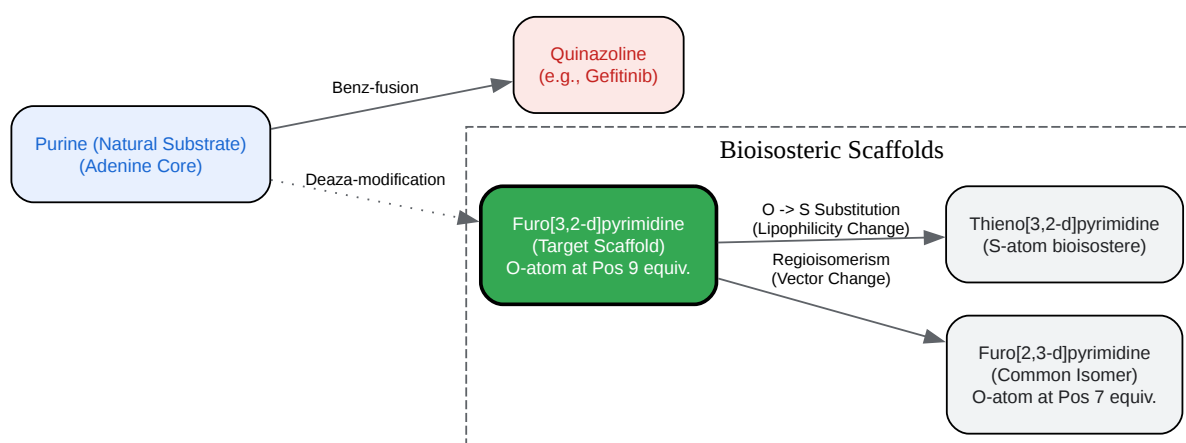 Quinazoline
(e.g., Gefitinib)
Benz-fusion
Purine (Natural Substrate)
(Adenine Core)
Bioisosteric Scaffolds
Deaza-modification
Furo[3,2-d]pyrimidine
(Target Scaffold)
O-atom at Pos 9 equiv.
O -> S Substitution
(Lipophilicity Change)
Thieno[3,2-d]pyrimidine
(S-atom bioisostere)
Regioisomerism
(Vector Change)
Furo[2,3-d]pyrimidine
(Common Isomer)
O-atom at Pos 7 equiv.